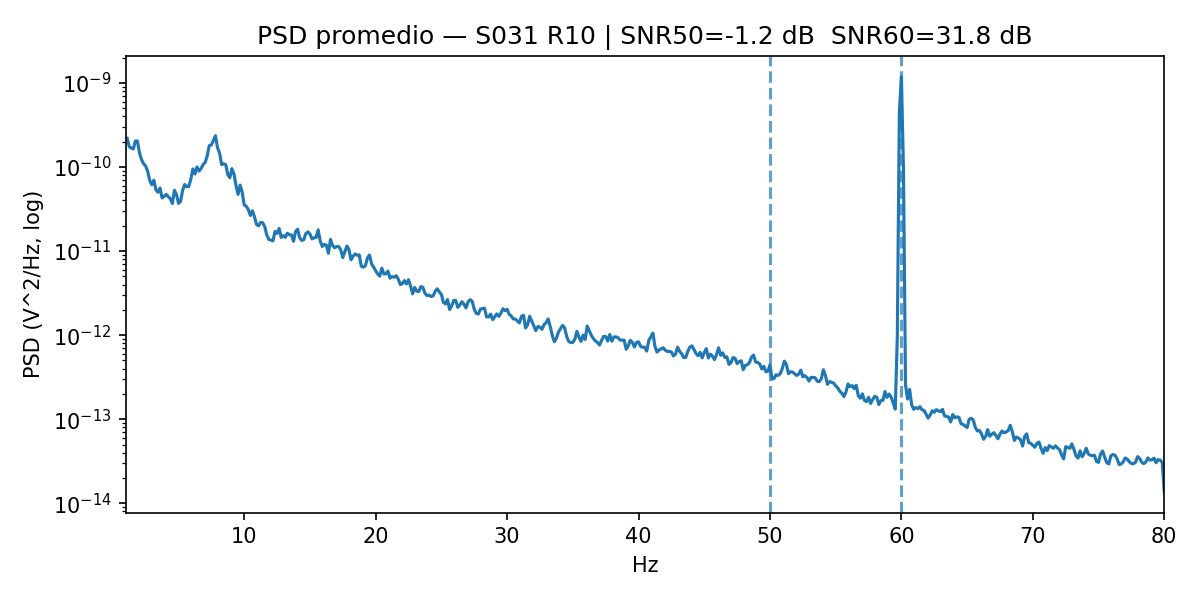 PSD promedio — S031 R10 | SNR50=-1.2 dB  SNR60=31.8 dB
PSD (V^2/Hz, log)
10⁻⁹
10⁻¹⁰
10⁻¹¹
10⁻¹²
10⁻¹³
10⁻¹⁴
10 20 30 40 50 60 70 80
Hz